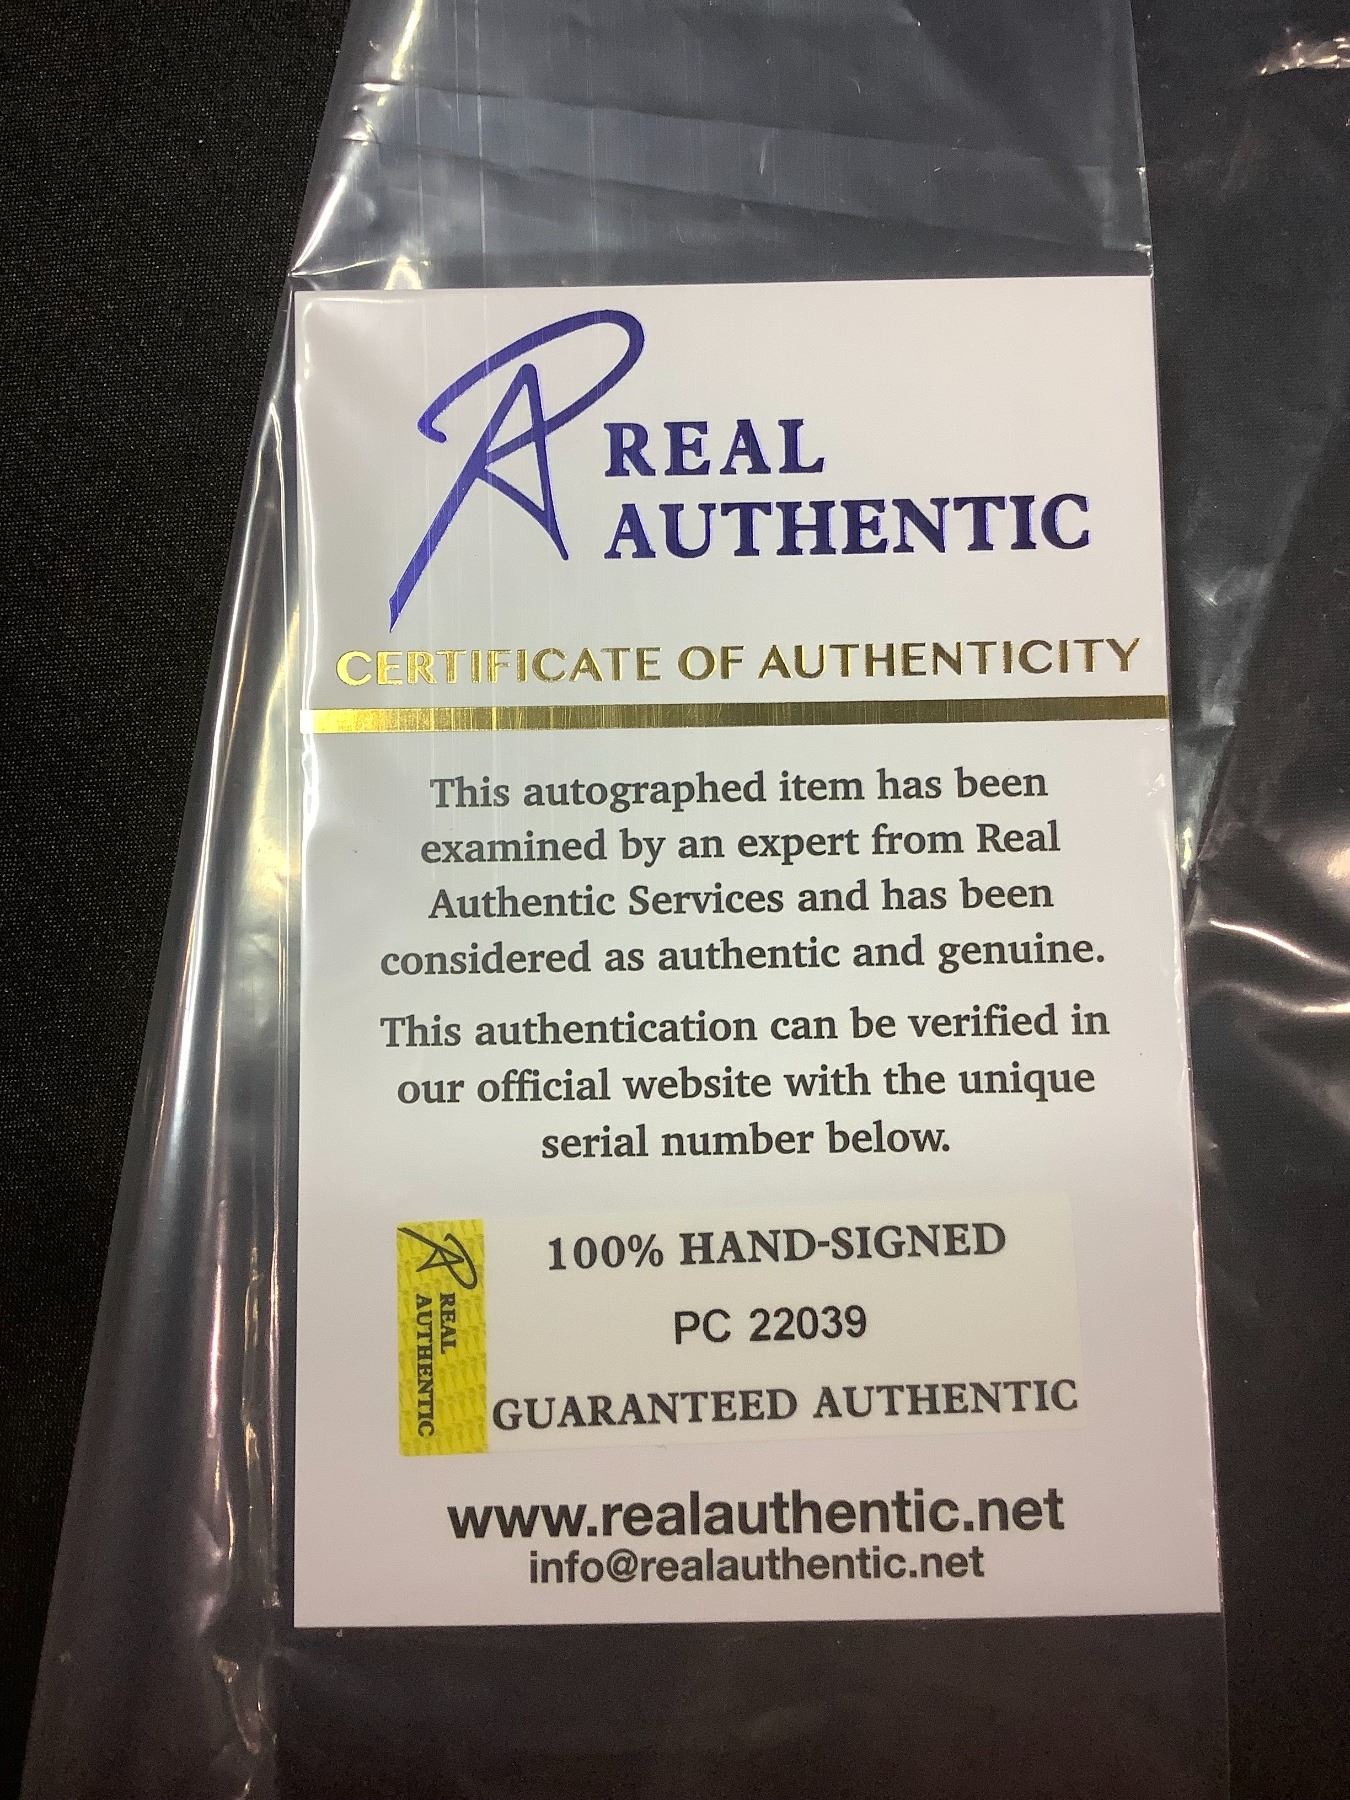 REAL
AUTHENTIC
CERTIFICATE OF AUTHENTICITY
This autographed item has been
examined by an expert from Real
Authentic Services and has been
considered as authentic and genuine.
This authentication can be verified in
our official website with the unique
serial number below.
REAL
AUTHENTIC
100% HAND-SIGNED
PC 22039
GUARANTEED AUTHENTIC
www.realauthentic.net
info@realauthentic.net